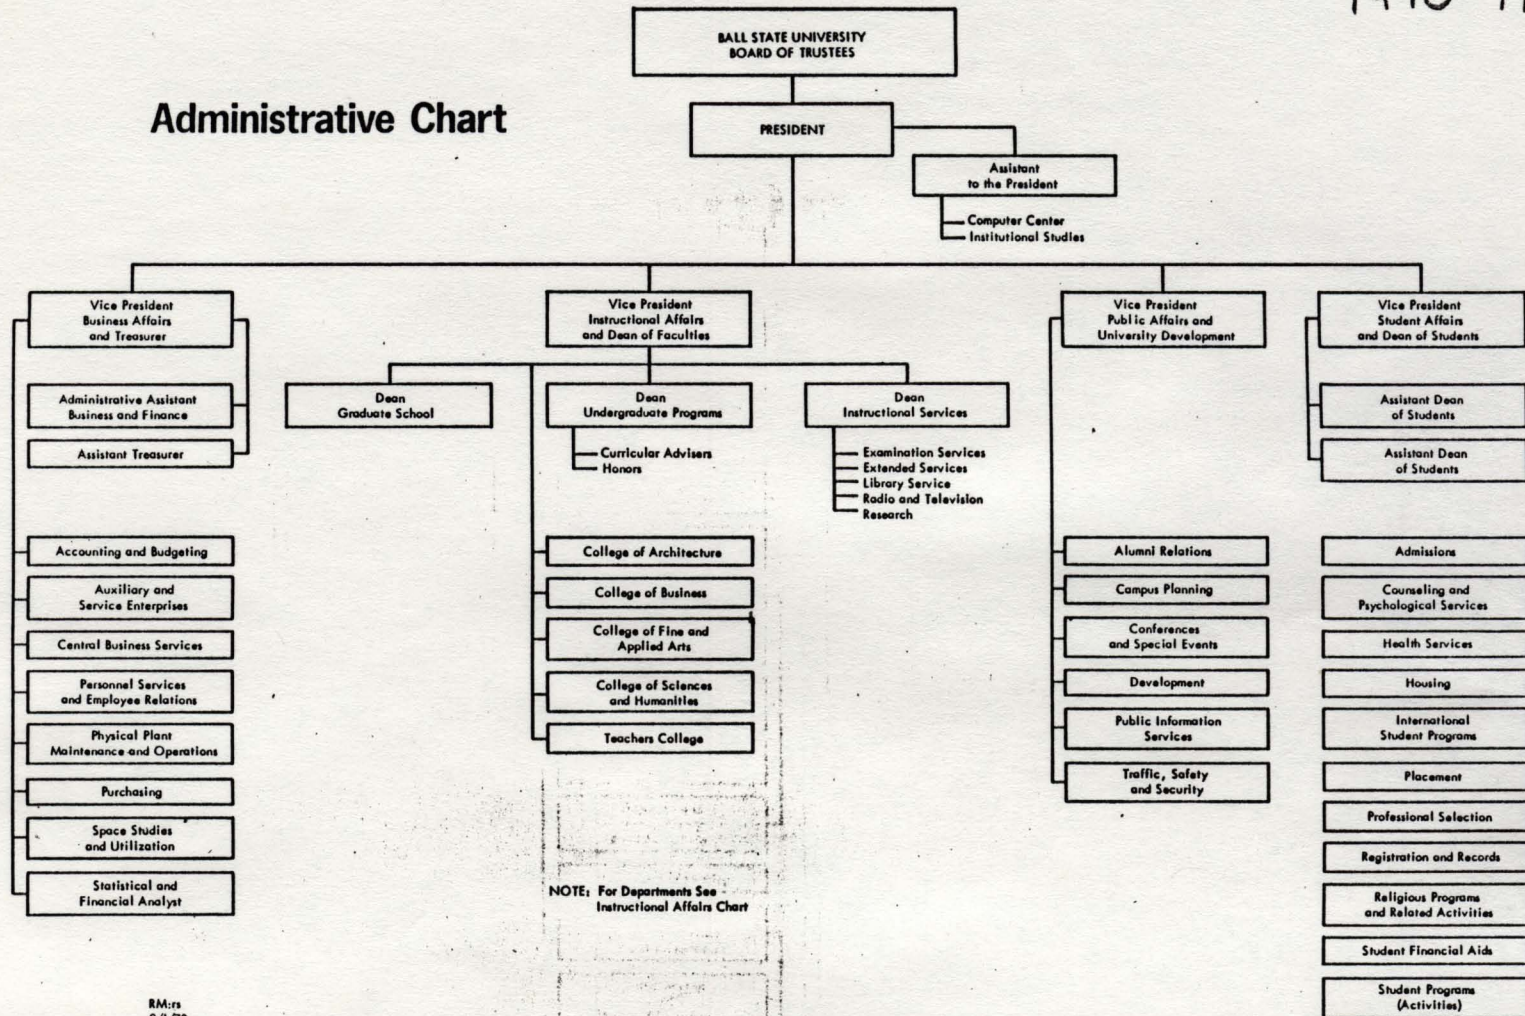 BALL STATE UNIVERSITY
BOARD OF TRUSTEES
Administrative Chart
PRESIDENT
Assistant
to the President
Computer Center
Institutional Studies
Vice President
Business Affairs
and Treasurer
Administrative Assistant
Business and Finance
Assistant Treasurer
Accounting and Budgeting
Auxiliary and
Service Enterprises
Central Business Services
Personnel Services
and Employee Relations
Physical Plant
Maintenance and Operations
Purchasing
Space Studies
and Utilization
Statistical and
Financial Analyst
Vice President
Instructional Affairs
and Dean of Faculties
Dean
Graduate School
Dean
Undergraduate Programs
Curricular Advisers
Honors
Dean
Instructional Services
Examination Services
Extended Services
Library Service
Radio and Television
Research
College of Architecture
College of Business
College of Fine and
Applied Arts
College of Sciences
and Humanities
Teachers College
NOTE: For Departments See
Instructional Affairs Chart
Vice President
Public Affairs and
University Development
Alumni Relations
Campus Planning
Conferences
and Special Events
Development
Public Information
Services
Traffic, Safety
and Security
Vice President
Student Affairs
and Dean of Students
Assistant Dean
of Students
Assistant Dean
of Students
Admissions
Counseling and
Psychological Services
Health Services
Housing
International
Student Programs
Placement
Professional Selection
Registration and Records
Religious Programs
and Related Activities
Student Financial Aids
Student Programs
(Activities)
RM:rs